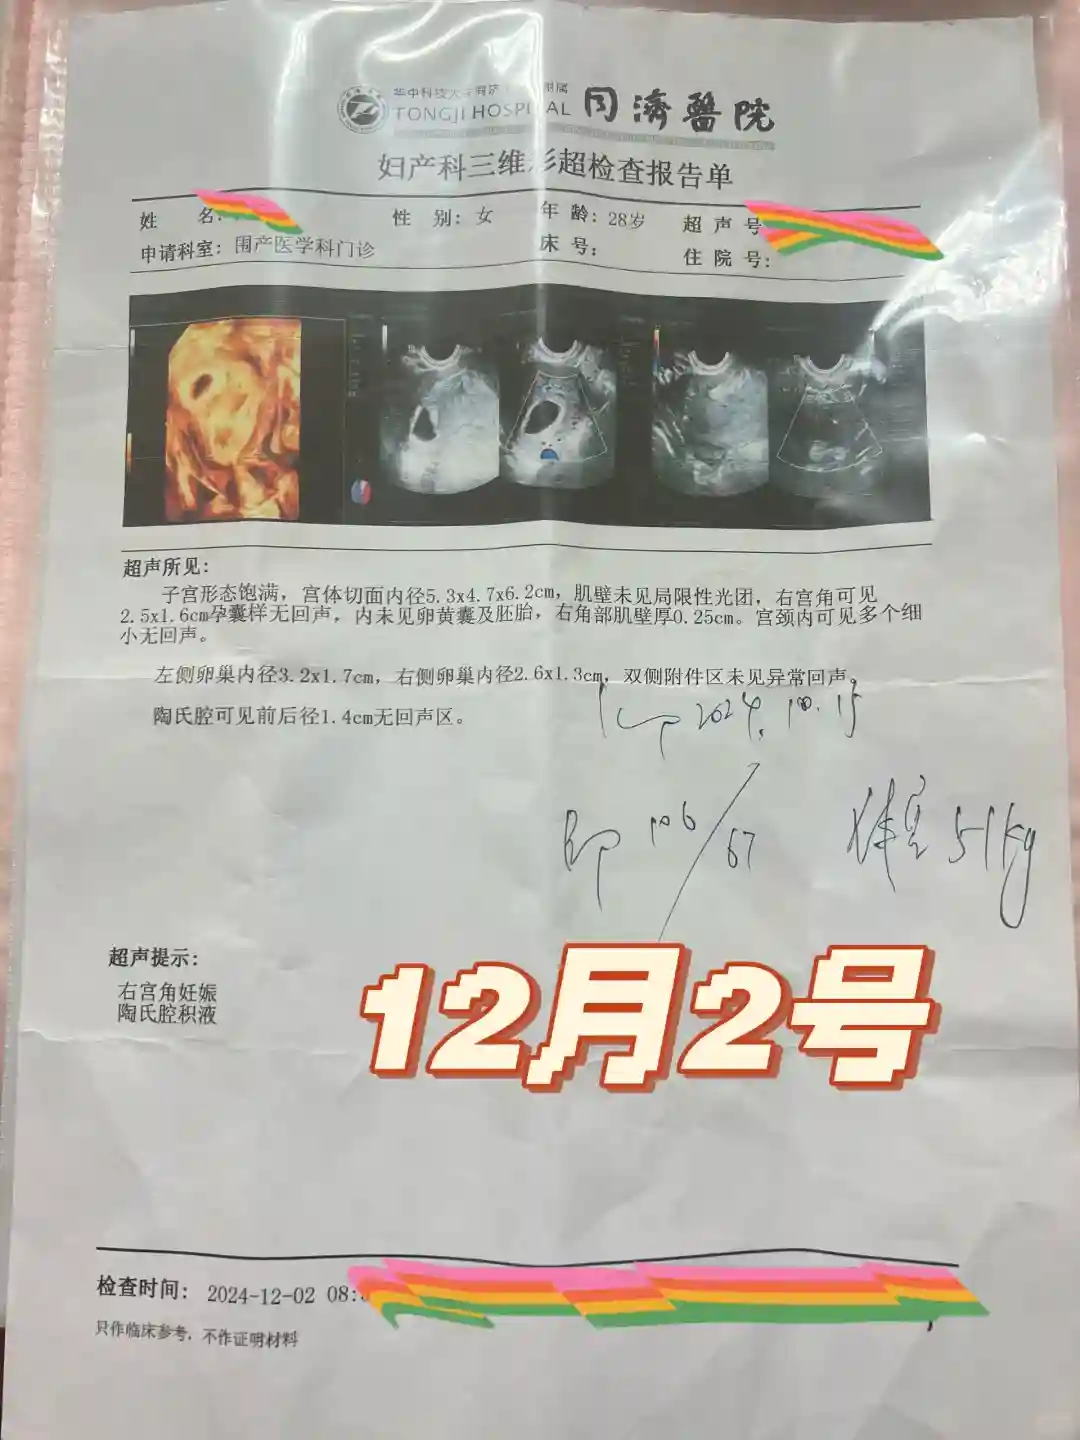 华中科技大学同济 附属
TONGJI HOSPITAL 同濟醫院
妇产科三维彩超检查报告单
姓 名: 性 别: 女 年 龄: 28岁 超 声 号
申请科室: 围产医学科门诊 床 号: 住 院 号:
超声所见:
子宫形态饱满，宫体切面内径5.3x4.7x6.2cm，肌壁未见局限性光团，右宫角可见
2.5x1.6cm孕囊样无回声，内未见卵黄囊及胚胎，右角部肌壁厚0.25cm。宫颈内可见多个细
小无回声。
左侧卵巢内径3.2x1.7cm，右侧卵巢内径2.6x1.3cm，双侧附件区未见异常回声。
陶氏腔可见前后径1.4cm无回声区。
Lmp 2024.10.15
BP 106/67 体重 51kg
超声提示:
右宫角妊娠
陶氏腔积液
12月2号
检查时间: 2024-12-02 08:
只作临床参考，不作证明材料